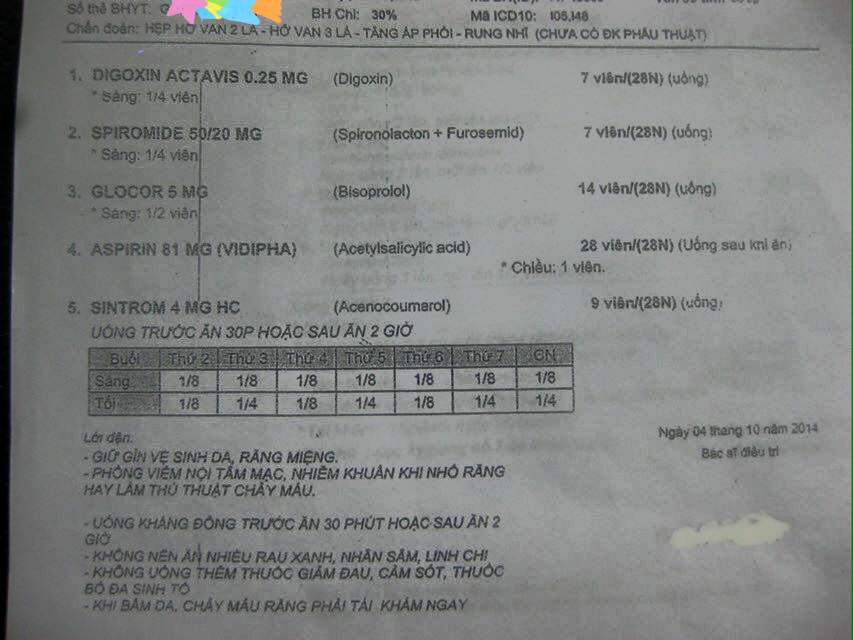 Số thẻ BHYT: G
BH Chi: 30%
Mã ICD10: I05,I48
Chẩn đoán: HẸP HỞ VAN 2 LÁ - HỞ VAN 3 LÁ - TĂNG ÁP PHỔI - RUNG NHĨ (CHƯA CÓ ĐK PHẪU THUẬT)
1. DIGOXIN ACTAVIS 0.25 MG (Digoxin) 7 viên/(28N) (uống)
* Sáng: 1/4 viên
2. SPIROMIDE 50/20 MG (Spironolacton + Furosemid) 7 viên/(28N) (uống)
* Sáng: 1/4 viên
3. GLOCOR 5 MG (Bisoprolol) 14 viên/(28N) (uống)
* Sáng: 1/2 viên
4. ASPIRIN 81 MG (VIDIPHA) (Acetylsalicylic acid) 28 viên/(28N) (Uống sau khi ăn)
* Chiều: 1 viên.
5. SINTROM 4 MG HC (Acenocoumarol) 9 viên/(28N) (uống)
UỐNG TRƯỚC ĂN 30P HOẶC SAU ĂN 2 GIỜ
Buổi Thứ 2 Thứ 3 Thứ 4 Thứ 5 Thứ 6 Thứ 7 CN
Sáng 1/8 1/8 1/8 1/8 1/8 1/8 1/8
Tối 1/8 1/4 1/8 1/4 1/8 1/4 1/4
Lời dặn:
Ngày 04 tháng 10 năm 2014
Bác sĩ điều trị
- GIỮ GÌN VỆ SINH DA, RĂNG MIỆNG.
- PHÒNG VIÊM NỘI TÂM MẠC, NHIỄM KHUẨN KHI NHỔ RĂNG
HAY LÀM THỦ THUẬT CHẢY MÁU.
- UỐNG KHÁNG ĐÔNG TRƯỚC ĂN 30 PHÚT HOẶC SAU ĂN 2
GIỜ
- KHÔNG NÊN ĂN NHIỀU RAU XANH, NHÂN SÂM, LINH CHI
- KHÔNG UỐNG THÊM THUỐC GIẢM ĐAU, CẢM SỐT, THUỐC
BỔ ĐA SINH TỐ
- KHI BẦM DA, CHẢY MÁU RĂNG PHẢI TÁI KHÁM NGAY